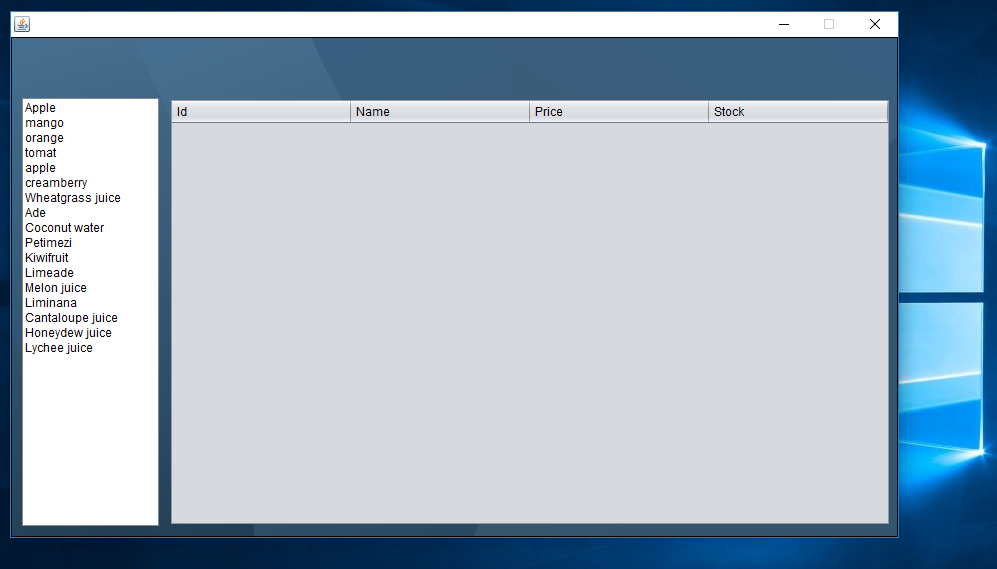 Apple
mango
orange
tomat
apple
creamberry
Wheatgrass juice
Ade
Coconut water
Petimezi
Kiwifruit
Limeade
Melon juice
Liminana
Cantaloupe juice
Honeydew juice
Lychee juice
Id Name Price Stock